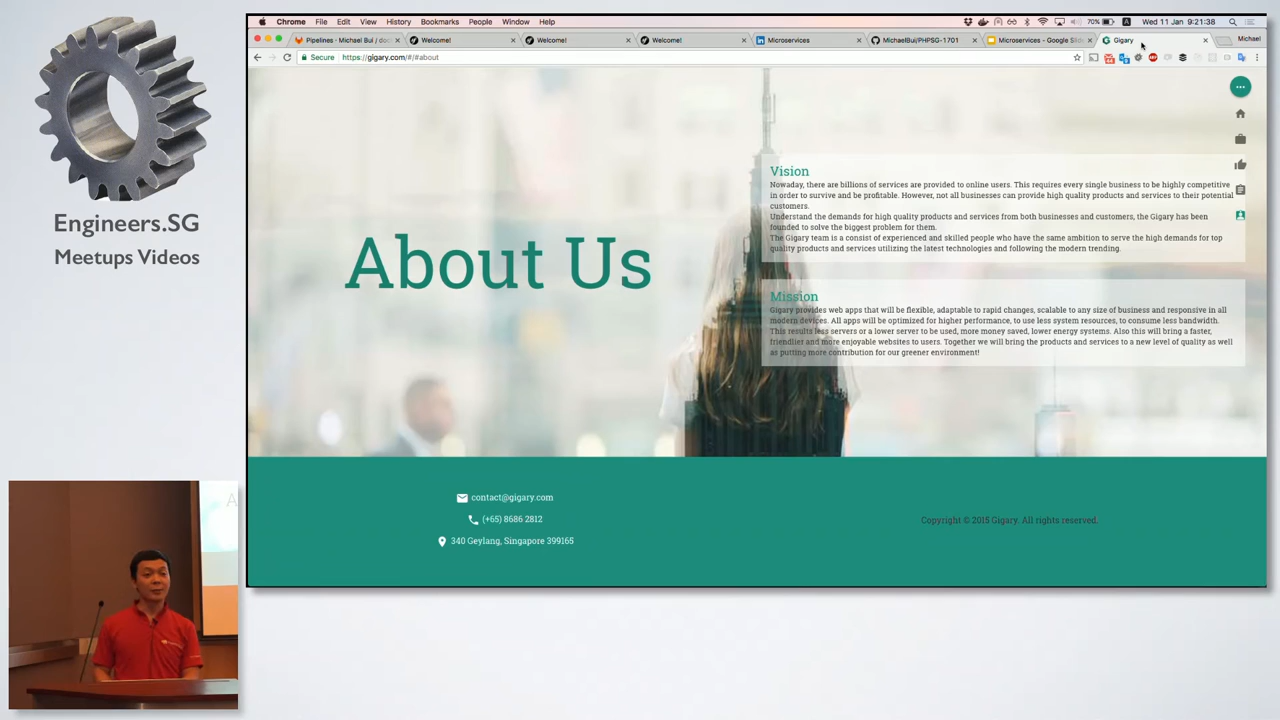 Engineers.SG
Meetups Videos
Chrome File Edit View History Bookmarks People Window Help
70% Wed 11 Jan 9:21:38
Pipelines - Michael Bui / doc
Welcome!
Welcome!
Welcome!
Microservices
MichaelBui/PHPSG-1701
Microservices - Google Slid
Gigary
Michael
Secure https://gigary.com/#/#about
About Us
Vision
Nowaday, there are billions of services are provided to online users. This requires every single business to be highly competitive
in order to survive and be profitable. However, not all businesses can provide high quality products and services to their potential
customers.
Understand the demands for high quality products and services from both businesses and customers, the Gigary has been
founded to solve the biggest problem for them.
The Gigary team is a consist of experienced and skilled people who have the same ambition to serve the high demands for top
quality products and services utilizing the latest technologies and following the modern trending.
Mission
Gigary provides web apps that will be flexible, adaptable to rapid changes, scalable to any size of business and responsive in all
modern devices. All apps will be optimized for higher performance, to use less system resources, to consume less bandwidth.
This results less servers or a lower server to be used, more money saved, lower energy systems. Also this will bring a faster,
friendlier and more enjoyable websites to users. Together we will bring the products and services to a new level of quality as well
as putting more contribution for our greener environment!
contact@gigary.com
(+65) 8686 2812
340 Geylang, Singapore 399165
Copyright © 2015 Gigary. All rights reserved.